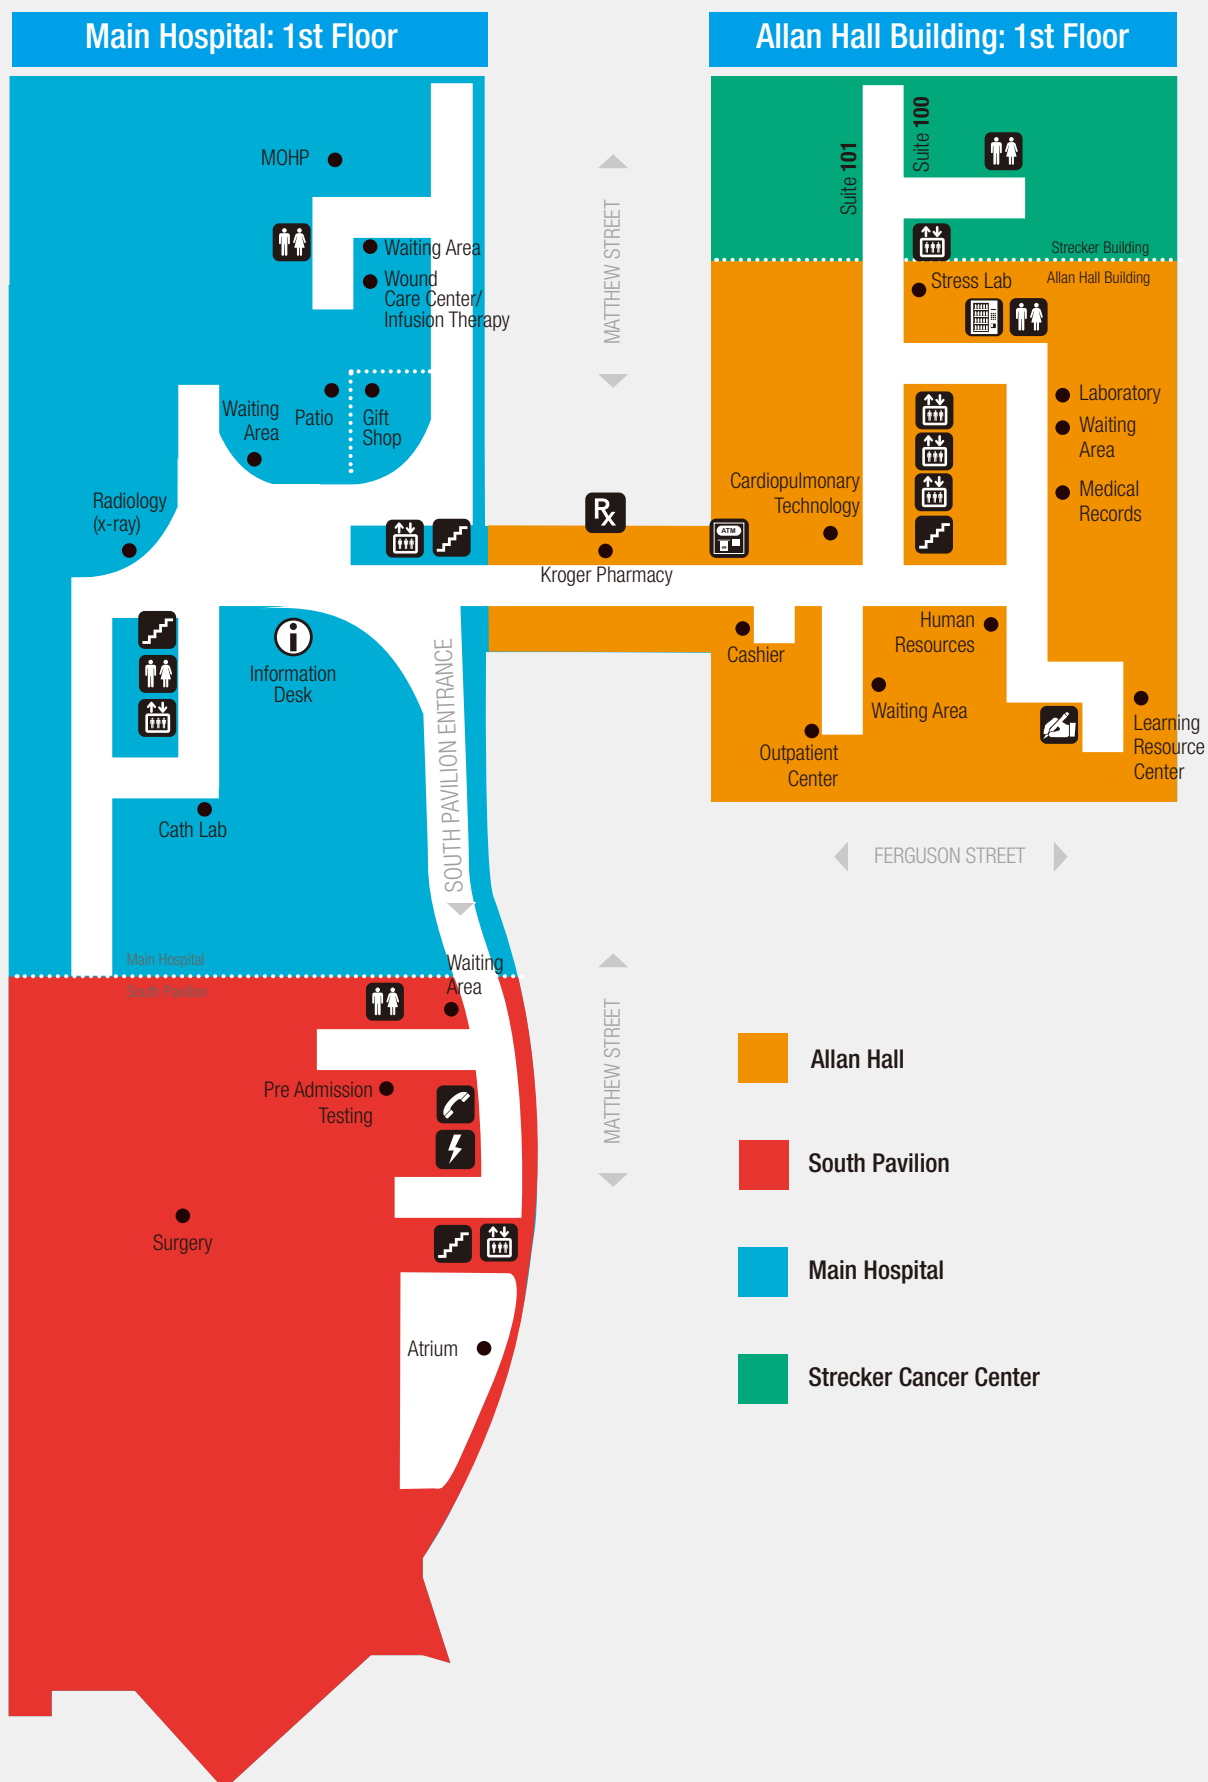 Main Hospital: 1st Floor
Allan Hall Building: 1st Floor
MOHP
Waiting Area
Wound
Care Center/
Infusion Therapy
Waiting
Area
Patio
Gift
Shop
Radiology
(x-ray)
Information
Desk
Cath Lab
SOUTH PAVILION ENTRANCE
Main Hospital
South Pavilion
Waiting
Area
Pre Admission
Testing
Surgery
Atrium
MATTHEW STREET
Rx
Kroger Pharmacy
ATM
MATTHEW STREET
Suite 101
Suite 100
Strecker Building
Allan Hall Building
Stress Lab
Laboratory
Waiting
Area
Medical
Records
Cardiopulmonary
Technology
Cashier
Human
Resources
Waiting Area
Outpatient
Center
Learning
Resource
Center
FERGUSON STREET
Allan Hall
South Pavilion
Main Hospital
Strecker Cancer Center